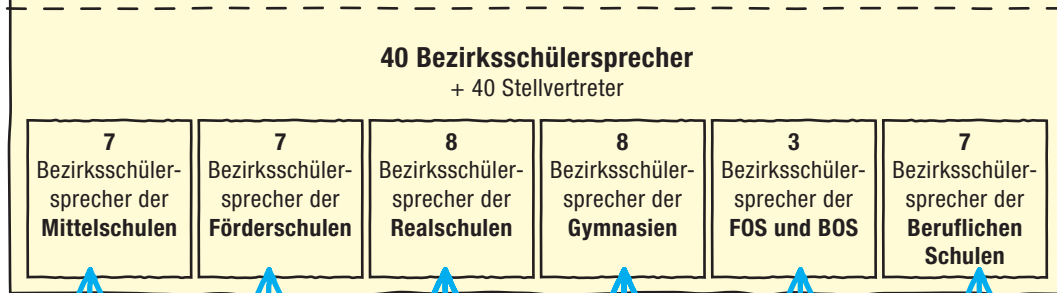 40 Bezirksschülersprecher
+ 40 Stellvertreter
7
Bezirksschüler-
sprecher der
Mittelschulen
7
Bezirksschüler-
sprecher der
Förderschulen
8
Bezirksschüler-
sprecher der
Realschulen
8
Bezirksschüler-
sprecher der
Gymnasien
3
Bezirksschüler-
sprecher der
FOS und BOS
7
Bezirksschüler-
sprecher der
Beruflichen
Schulen